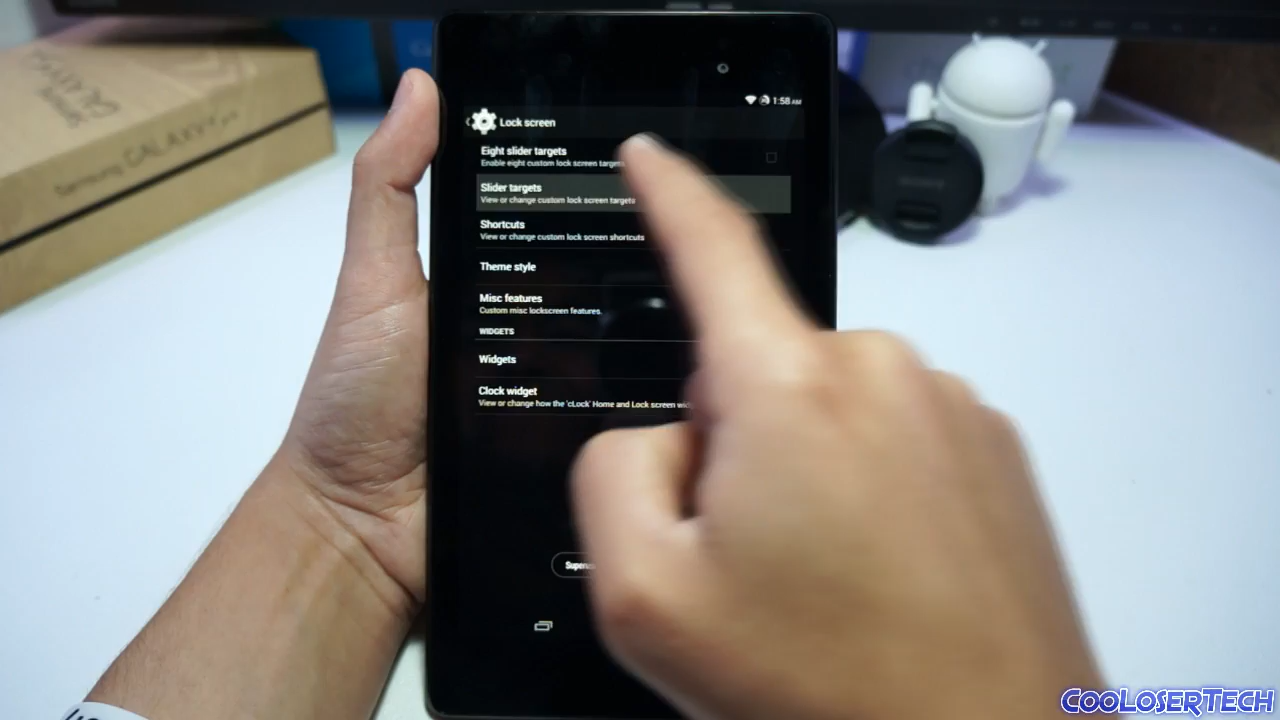 1:58 AM
Lock screen
Eight slider targets
Enable eight custom lock screen targets
Slider targets
View or change custom lock screen targets
Shortcuts
View or change custom lock screen shortcuts
Theme style
Misc features
Custom misc lockscreen features.
WIDGETS
Widgets
Clock widget
View or change how the 'cLock' Home and Lock screen
Samsung GALAXY
GALAXY
COOLOSERTECH